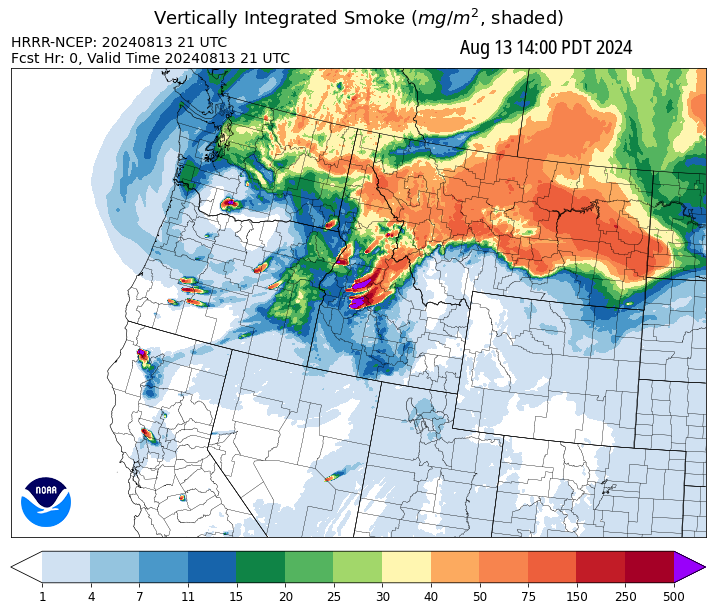 Vertically Integrated Smoke (mg/m², shaded)
HRRR-NCEP: 20240813 21 UTC
Aug 13 14:00 PDT 2024
Fcst Hr: 0, Valid Time 20240813 21 UTC
NOAA
1 4 7 11 15 20 25 30 40 50 75 150 250 500